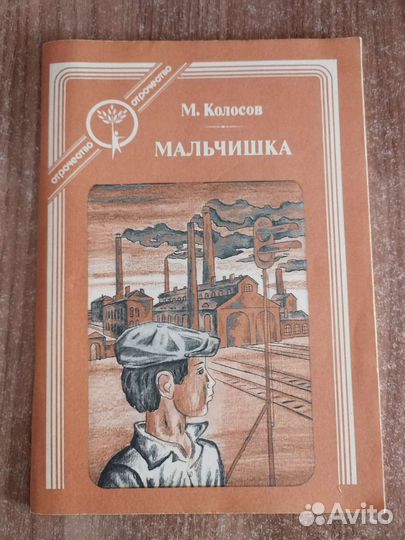 отрочество
отрочество
М. Колосов
МАЛЬЧИШКА
Avito